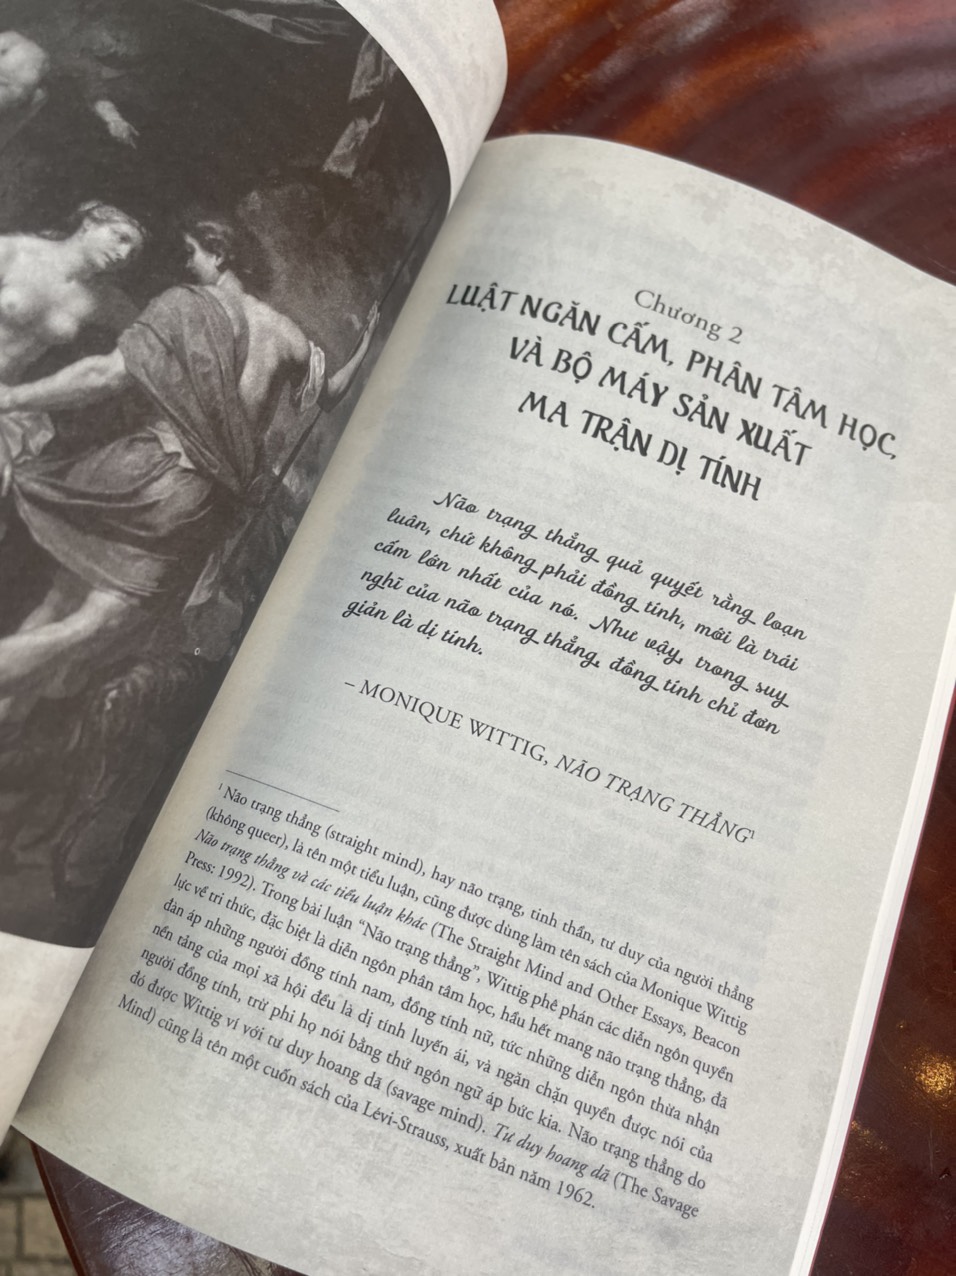 Chương 2
LUẬT NGĂN CẤM, PHÂN TÂM HỌC,
VÀ BỘ MÁY SẢN XUẤT
MA TRẬN DỊ TÍNH
Não trạng thẳng quả quyết rằng loạn
luân, chứ không phải đồng tính, mới là trái
cấm lớn nhất của nó. Như vậy, trong suy
nghĩ của não trạng thẳng, đồng tính chỉ đơn
giản là dị tính.
– MONIQUE WITTIG, NÃO TRẠNG THẲNG¹
¹ Não trạng thẳng (straight mind), hay não trạng, tinh thần, tư duy của người thẳng
(không queer), là tên một tiểu luận, cũng được dùng làm tên sách của Monique Wittig
Não trạng thẳng và các tiểu luận khác (The Straight Mind and Other Essays, Beacon
Press: 1992). Trong bài luận “Não trạng thẳng”, Wittig phê phán các diễn ngôn quyền
lực về tri thức, đặc biệt là diễn ngôn phân tâm học, hầu hết mang não trạng thẳng, đã
đàn áp những người đồng tính nam, đồng tính nữ, tức những diễn ngôn thừa nhận
nền tảng của mọi xã hội đều là dị tính luyến ái, và ngăn chặn quyền được nói của
người đồng tính, trừ phi họ nói bằng thứ ngôn ngữ áp bức kia. Não trạng thẳng do
đó được Wittig ví với tư duy hoang dã (savage mind). Tư duy hoang dã (The Savage
Mind) cũng là tên một cuốn sách của Lévi-Strauss, xuất bản năm 1962.